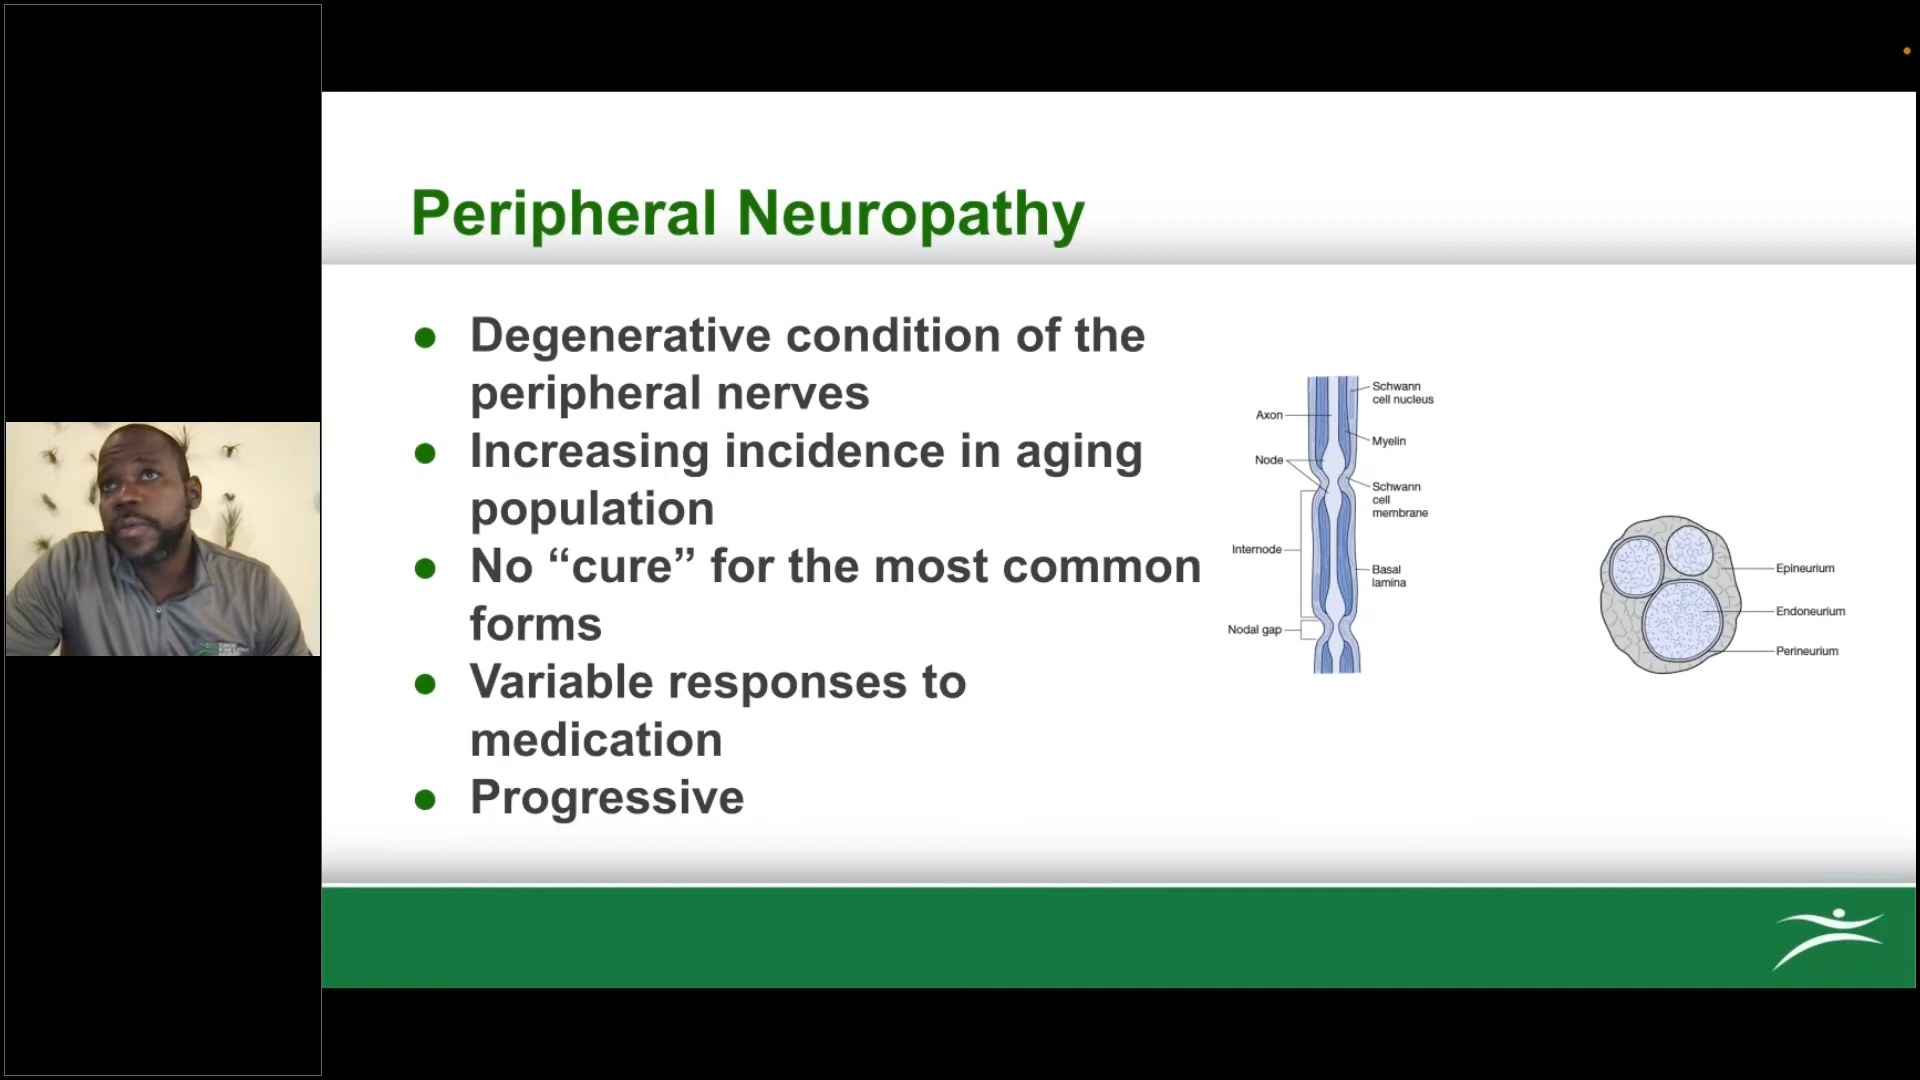 Peripheral Neuropathy
● Degenerative condition of the
peripheral nerves
● Increasing incidence in aging
population
● No “cure” for the most common
forms
● Variable responses to
medication
● Progressive
Axon
Node
Internode
Nodal gap
Schwann
cell nucleus
Myelin
Schwann
cell
membrane
Basal
lamina
Epineurium
Endoneurium
Perineurium